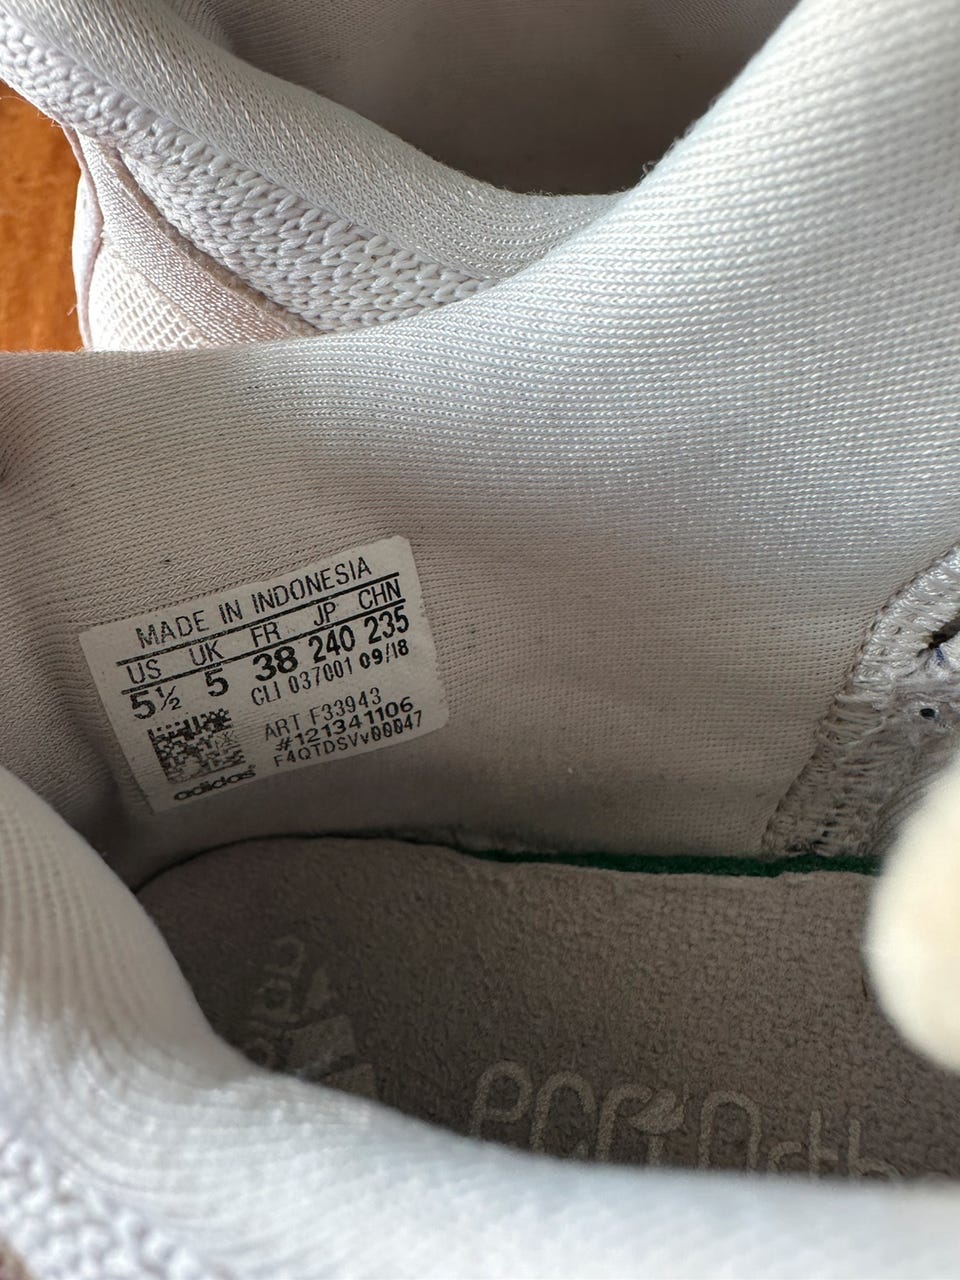 MADE IN INDONESIA
US UK FR JP CHN
5½ 5 38 240 235
CLI 037001 09/18
ART F33943
#121341106
F4QTDSVv00047
adidas